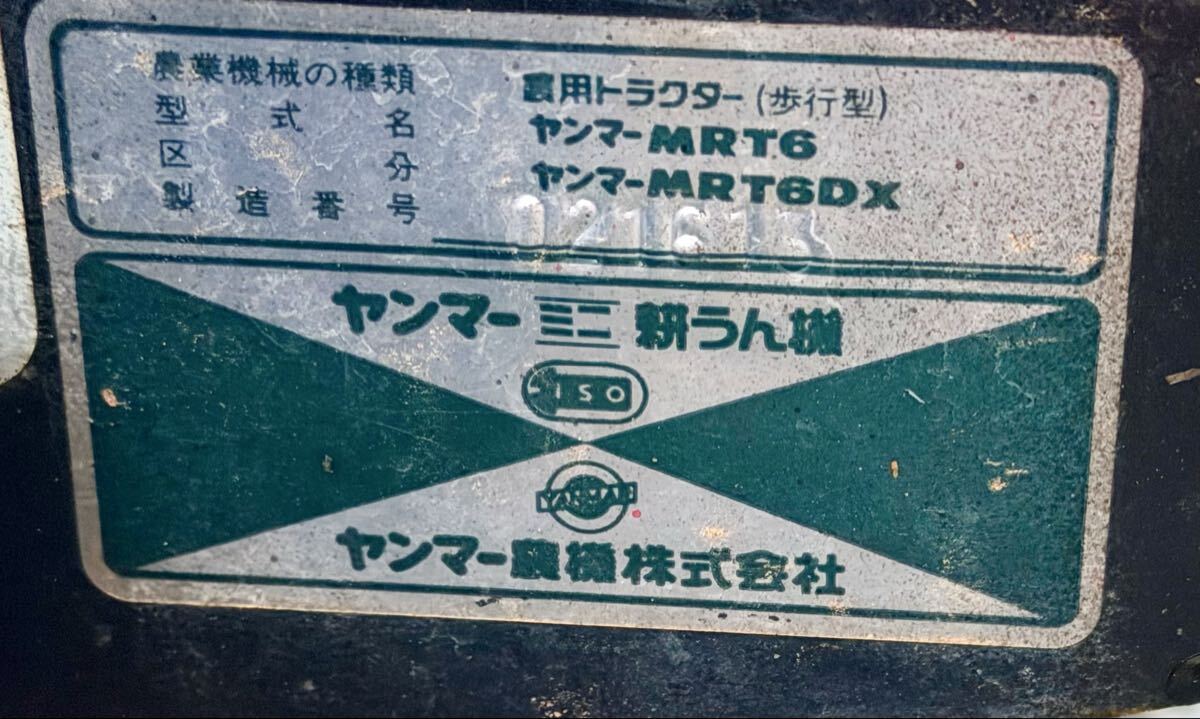 農業機械の種類 農用トラクター(歩行型)
型式名 ヤンマーMRT6
区分 ヤンマーMRT6DX
製造番号 021613
ヤンマーミニ耕うん機
ISO
YANMAR
ヤンマー農機株式会社